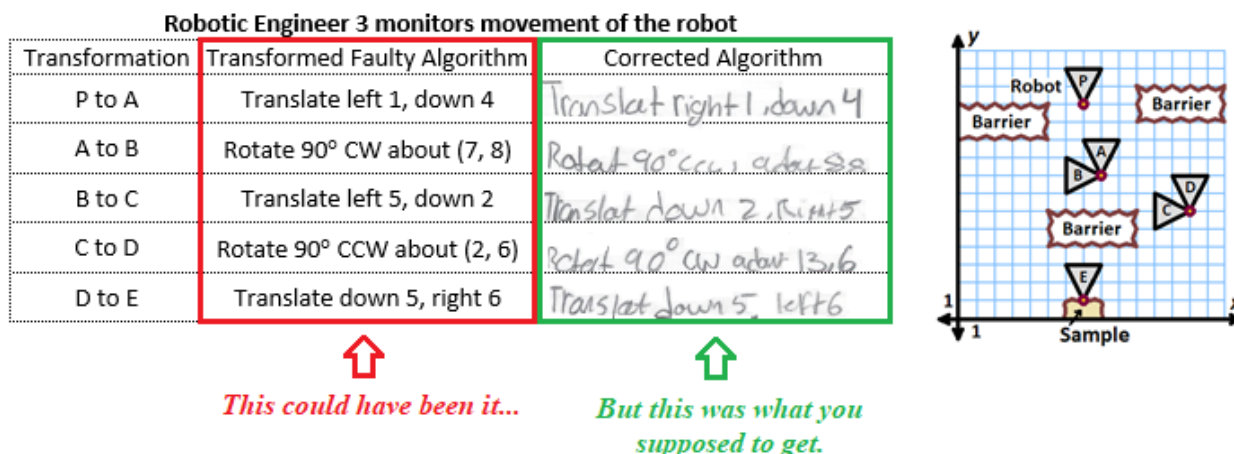 Robotic Engineer 3 monitors movement of the robot
Transformation Transformed Faulty Algorithm Corrected Algorithm
P to A Translate left 1, down 4 Translat right 1, down 4
A to B Rotate 90° CW about (7, 8) Rotat 90° CCW, 8,8
B to C Translate left 5, down 2 Translat down 2, Right 5
C to D Rotate 90° CCW about (2, 6) Rotat 90° CW 13,6
D to E Translate down 5, right 6 Translat down 5, left 6
This could have been it...
But this was what you
supposed to get.
y
P
Robot
Barrier
Barrier
A
B
D
C
Barrier
E
1
x
1
Sample